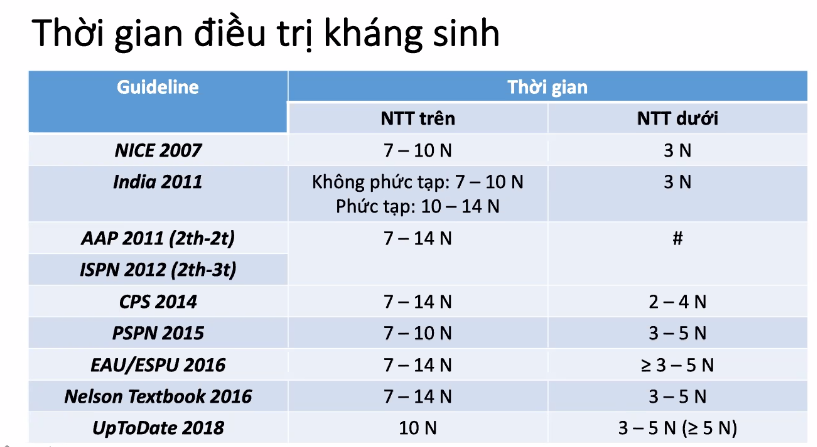 Thời gian điều trị kháng sinh
Guideline Thời gian
NTT trên NTT dưới
NICE 2007 7 – 10 N 3 N
India 2011 Không phức tạp: 7 – 10 N 3 N
Phức tạp: 10 – 14 N
AAP 2011 (2th-2t) 7 – 14 N #
ISPN 2012 (2th-3t)
CPS 2014 7 – 14 N 2 – 4 N
PSPN 2015 7 – 10 N 3 – 5 N
EAU/ESPU 2016 7 – 14 N ≥ 3 – 5 N
Nelson Textbook 2016 7 – 14 N 3 – 5 N
UpToDate 2018 10 N 3 – 5 N (≥ 5 N)